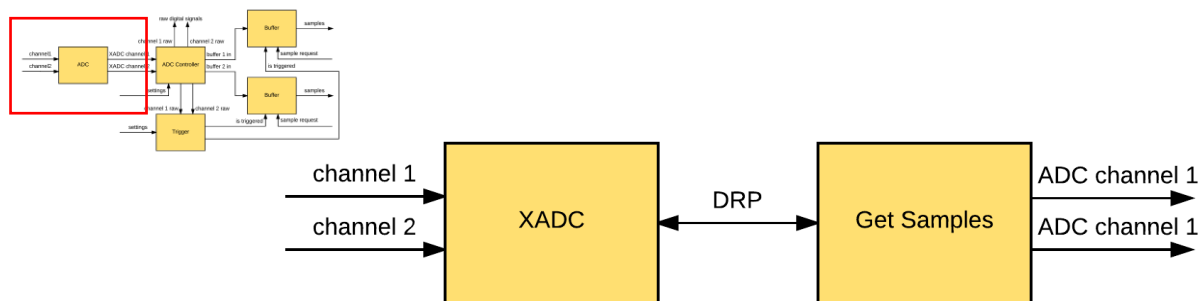 raw digital signals
Buffer
samples
channel 1 raw
channel 2 raw
channel1
XADC channel1
buffer 1 in
sample request
channel2
ADC
XADC channel2
ADC Controller
buffer 2 in
is triggered
settings
Buffer
samples
channel 1 raw
channel 2 raw
settings
Trigger
is triggered
sample request
channel 1
channel 2
XADC
DRP
Get Samples
ADC channel 1
ADC channel 1